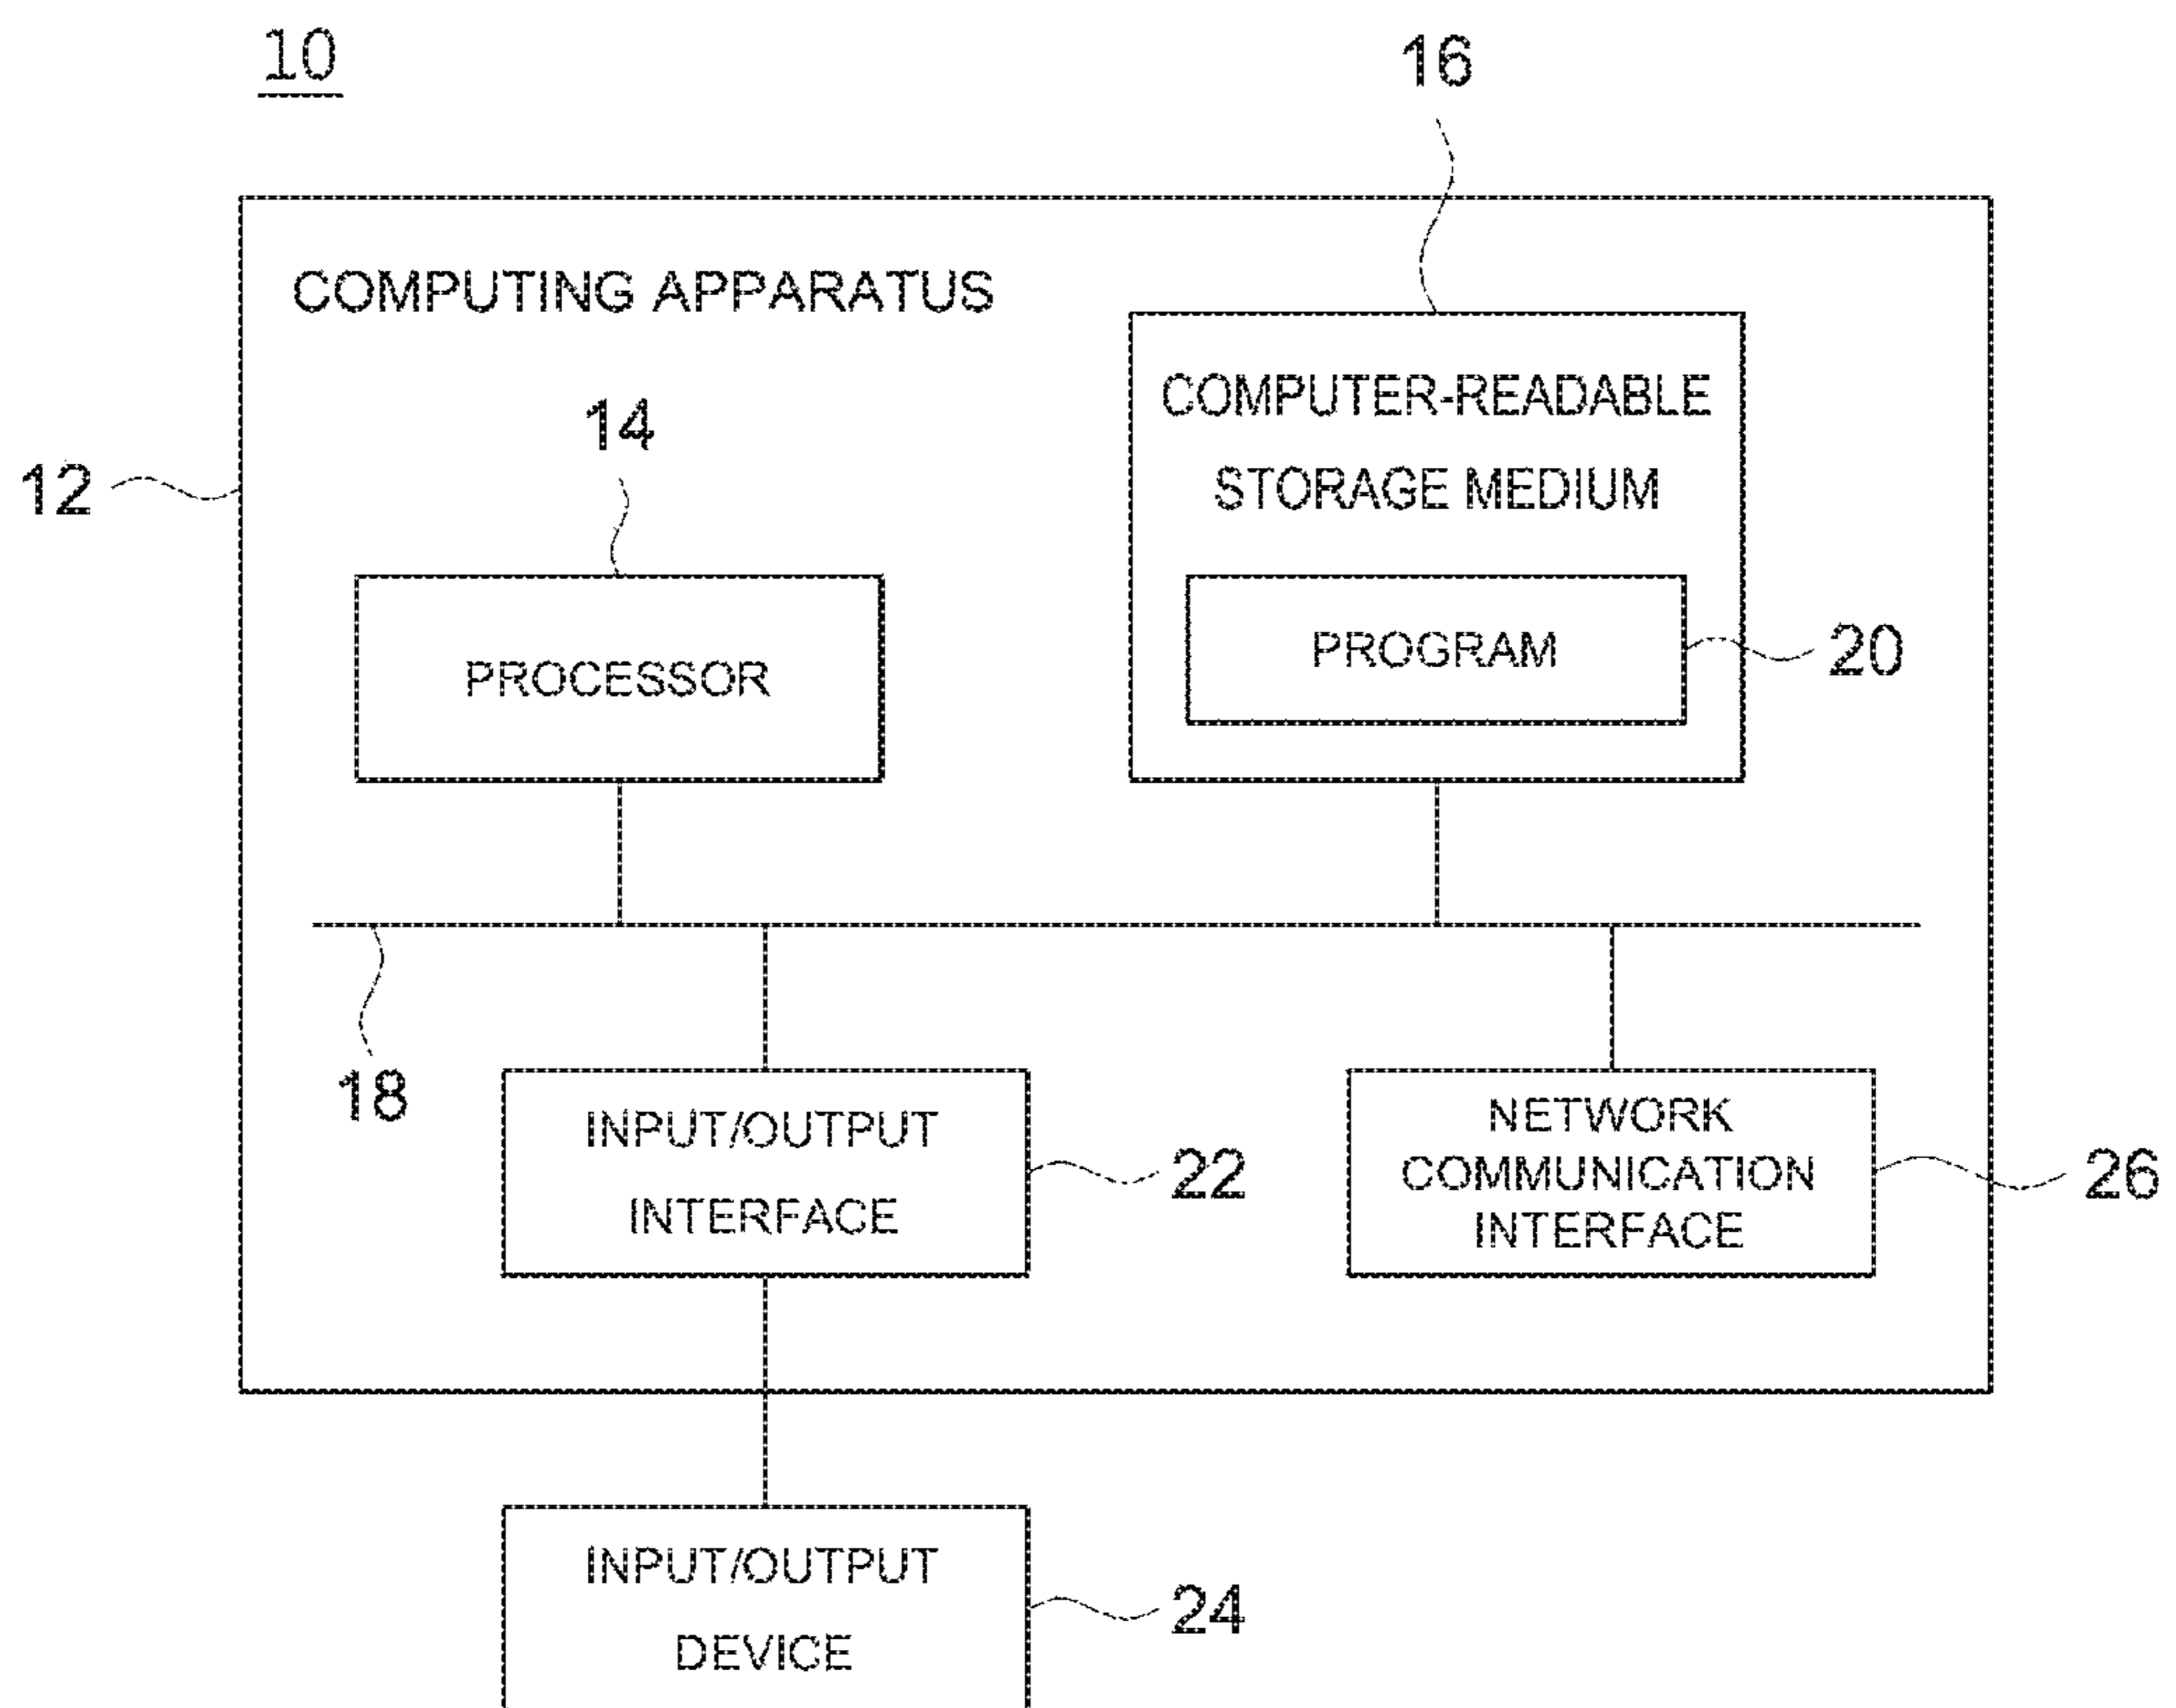 10
16
COMPUTING APPARATUS
COMPUTER-READABLE
STORAGE MEDIUM
14
12
PROGRAM
20
PROCESSOR
18
INPUT/OUTPUT
INTERFACE
22
NETWORK
COMMUNICATION
INTERFACE
26
INPUT/OUTPUT
DEVICE
24